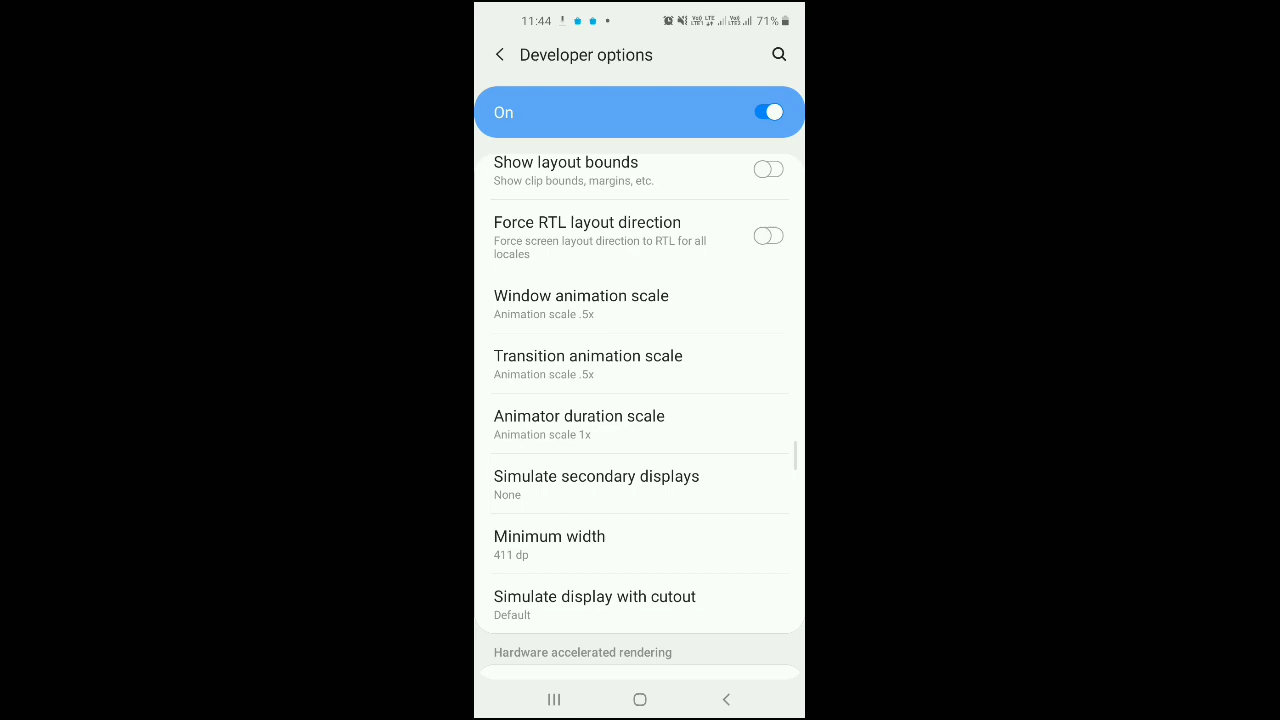 11:44 71%
Developer options
On
Show layout bounds
Show clip bounds, margins, etc.
Force RTL layout direction
Force screen layout direction to RTL for all
locales
Window animation scale
Animation scale .5x
Transition animation scale
Animation scale .5x
Animator duration scale
Animation scale 1x
Simulate secondary displays
None
Minimum width
411 dp
Simulate display with cutout
Default
Hardware accelerated rendering